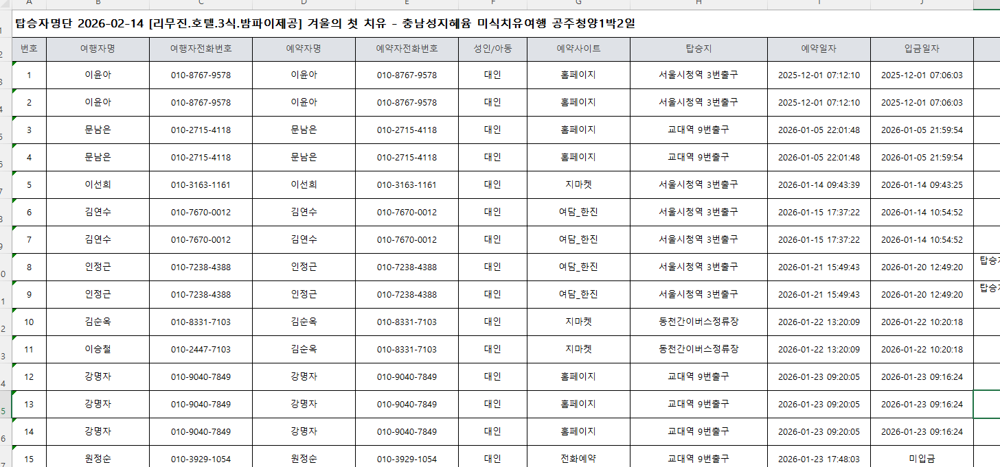 A B C D E F G H I J
탑승자명단 2026-02-14 [리무진.호텔.3식.밤파이제공] 겨울의 첫 치유 - 충남성지혜윰 미식치유여행 공주청양1박2일
번호 여행자명 여행자전화번호 예약자명 예약자전화번호 성인/아동 예약사이트 탑승지 예약일자 입금일자
1 이윤아 010-8767-9578 이윤아 010-8767-9578 대인 홈페이지 서울시청역 3번출구 2025-12-01 07:12:10 2025-12-01 07:06:03
2 이윤아 010-8767-9578 이윤아 010-8767-9578 대인 홈페이지 서울시청역 3번출구 2025-12-01 07:12:10 2025-12-01 07:06:03
3 문남은 010-2715-4118 문남은 010-2715-4118 대인 홈페이지 교대역 9번출구 2026-01-05 22:01:48 2026-01-05 21:59:54
4 문남은 010-2715-4118 문남은 010-2715-4118 대인 홈페이지 교대역 9번출구 2026-01-05 22:01:48 2026-01-05 21:59:54
5 이선희 010-3163-1161 이선희 010-3163-1161 대인 지마켓 서울시청역 3번출구 2026-01-14 09:43:39 2026-01-14 09:43:25
6 김연수 010-7670-0012 김연수 010-7670-0012 대인 여담_한진 서울시청역 3번출구 2026-01-15 17:37:22 2026-01-14 10:54:52
7 김연수 010-7670-0012 김연수 010-7670-0012 대인 여담_한진 서울시청역 3번출구 2026-01-15 17:37:22 2026-01-14 10:54:52
8 인정근 010-7238-4388 인정근 010-7238-4388 대인 여담_한진 서울시청역 3번출구 2026-01-21 15:49:43 2026-01-20 12:49:20
9 인정근 010-7238-4388 인정근 010-7238-4388 대인 여담_한진 서울시청역 3번출구 2026-01-21 15:49:43 2026-01-20 12:49:20
10 김순옥 010-8331-7103 김순옥 010-8331-7103 대인 지마켓 동천간이버스정류장 2026-01-22 13:20:09 2026-01-22 10:20:18
11 이승철 010-2447-7103 김순옥 010-8331-7103 대인 지마켓 동천간이버스정류장 2026-01-22 13:20:09 2026-01-22 10:20:18
12 강명자 010-9040-7849 강명자 010-9040-7849 대인 홈페이지 교대역 9번출구 2026-01-23 09:20:05 2026-01-23 09:16:24
13 강명자 010-9040-7849 강명자 010-9040-7849 대인 홈페이지 교대역 9번출구 2026-01-23 09:20:05 2026-01-23 09:16:24
14 강명자 010-9040-7849 강명자 010-9040-7849 대인 홈페이지 교대역 9번출구 2026-01-23 09:20:05 2026-01-23 09:16:24
15 원정순 010-3929-1054 원정순 010-3929-1054 대인 전화예약 교대역 9번출구 2026-01-23 17:48:03 미입금